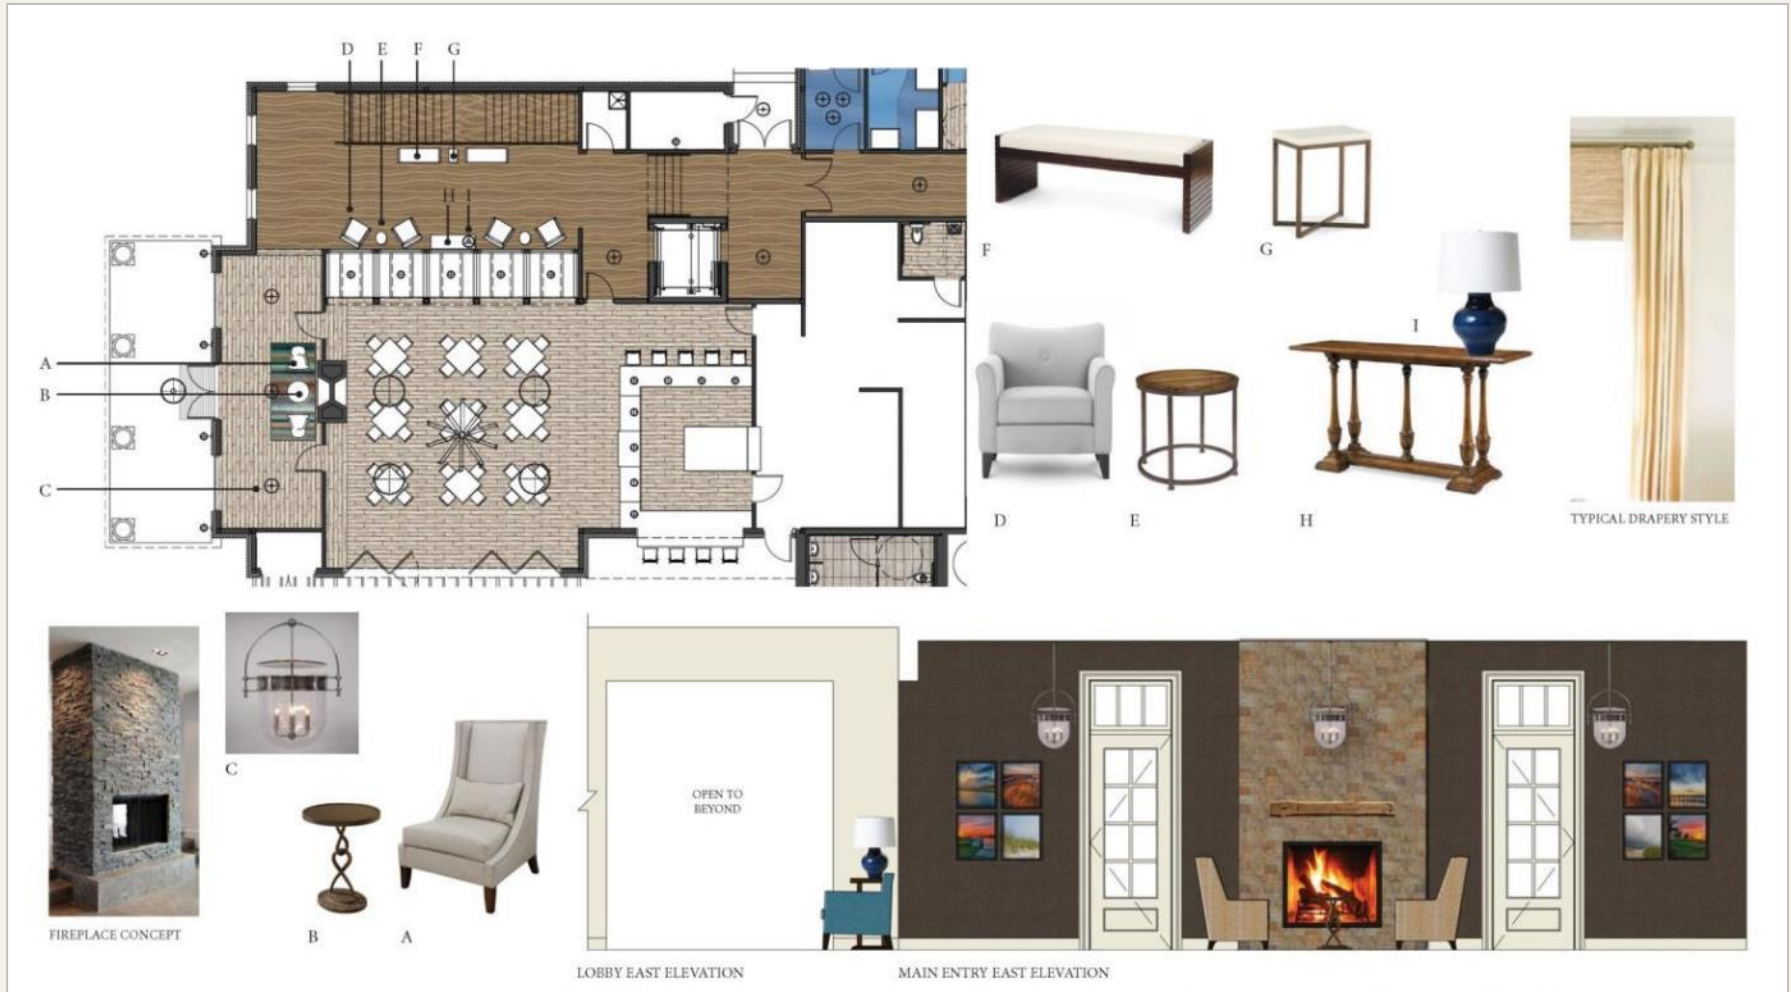 D E F G
H I
A
B
C
F
G
I
D
E
H
TYPICAL DRAPERY STYLE
C
B
A
FIREPLACE CONCEPT
OPEN TO
BEYOND
LOBBY EAST ELEVATION
MAIN ENTRY EAST ELEVATION